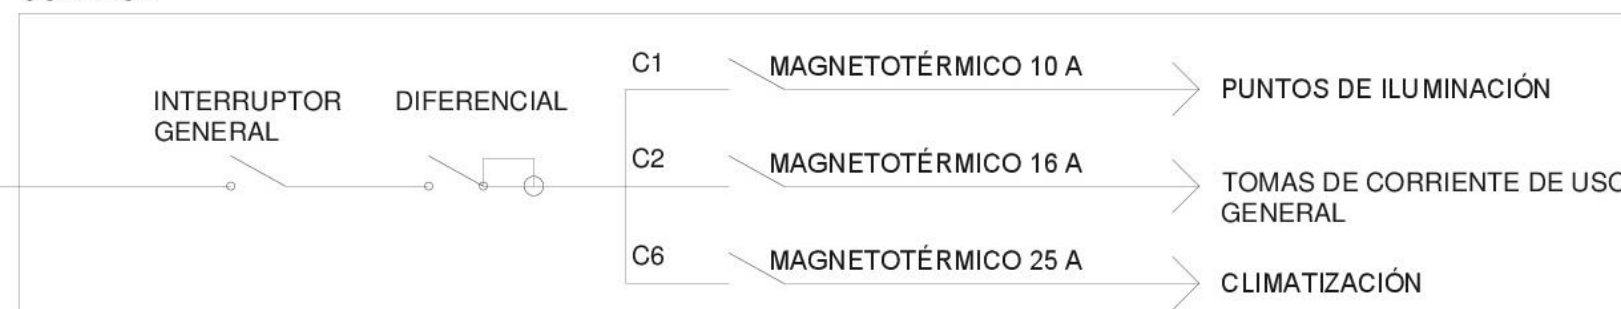 C1
MAGNETOTÉRMICO 10 A
PUNTOS DE ILUMINACIÓN
INTERRUPTOR
GENERAL
DIFERENCIAL
C2
MAGNETOTÉRMICO 16 A
TOMAS DE CORRIENTE DE USO
GENERAL
C6
MAGNETOTÉRMICO 25 A
CLIMATIZACIÓN